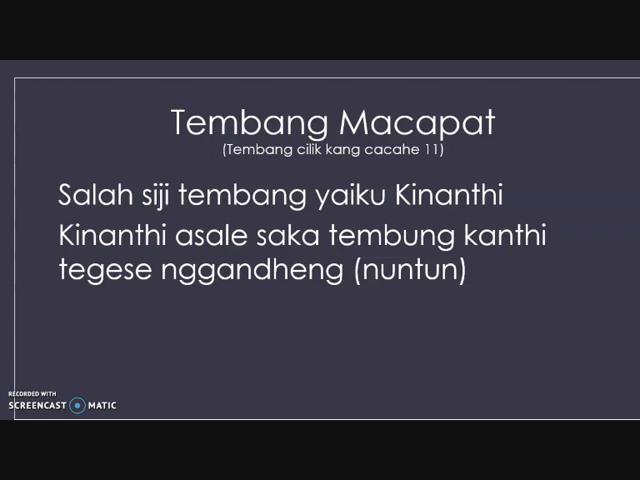 Tembang Macapat
(Tembang cilik kang cacahe 11)
Salah siji tembang yaiku Kinanthi
Kinanthi asale saka tembung kanthi
tegese nggandheng (nuntun)
RECORDED WITH
SCREENCAST MATIC